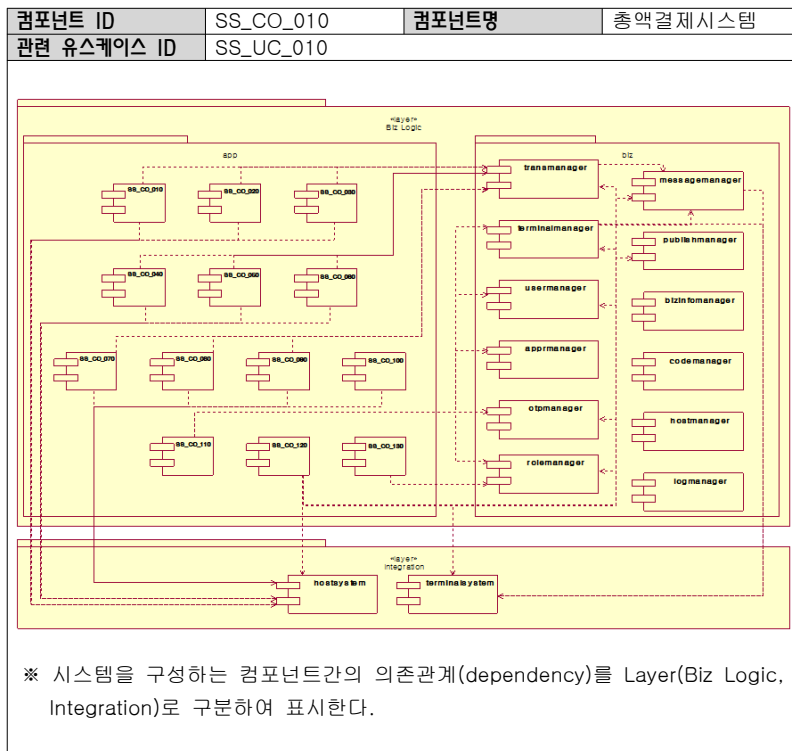 컴포넌트 ID SS_CO_010 컴포넌트명 총액결제시스템
관련 유스케이스 ID SS_UC_010
«layer»
Biz Logic
app
biz
SS_CO_010
SS_CO_020
SS_CO_030
SS_CO_040
SS_CO_050
SS_CO_060
SS_CO_070
SS_CO_080
SS_CO_090
SS_CO_100
SS_CO_110
SS_CO_120
SS_CO_130
transmanager
messagemanager
terminalmanager
publishmanager
usermanager
bizinfomanager
apprmanager
codemanager
otpmanager
hostmanager
rolemanager
logmanager
«layer»
Integration
hostsystem
terminalsystem
※ 시스템을 구성하는 컴포넌트간의 의존관계(dependency)를 Layer(Biz Logic,
Integration)로 구분하여 표시한다.